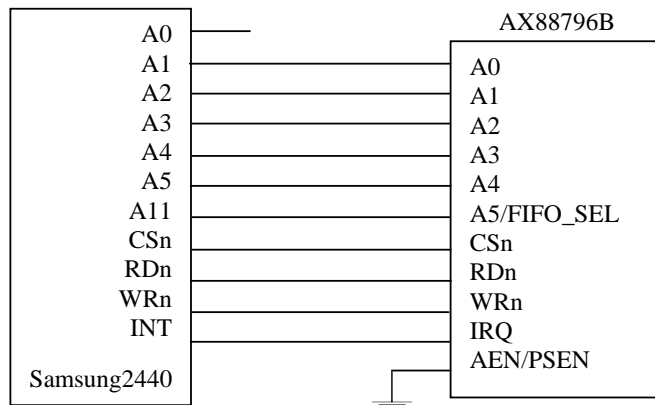 AX88796B
A0
A1
A2
A3
A4
A5
A11
CSn
RDn
WRn
INT
Samsung2440
A0
A1
A2
A3
A4
A5/FIFO_SEL
CSn
RDn
WRn
IRQ
AEN/PSEN